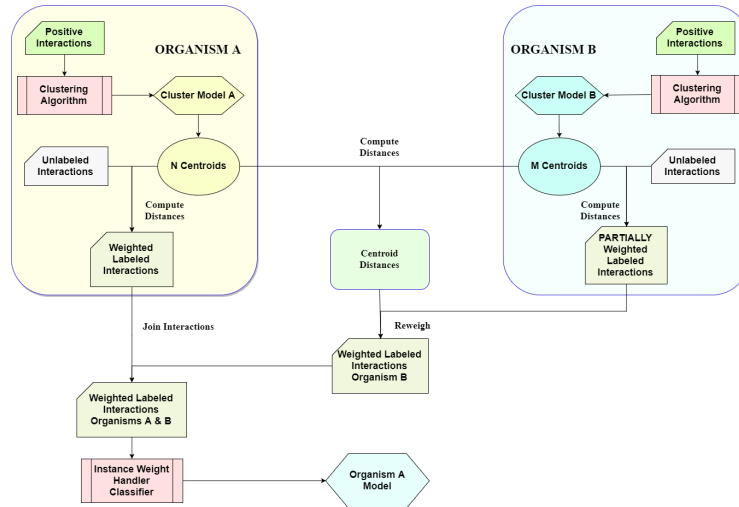 Positive
Interactions
ORGANISM A
Clustering
Algorithm
Cluster Model A
Unlabeled
Interactions
N Centroids
Compute
Distances
Weighted
Labeled
Interactions
Compute
Distances
Centroid
Distances
ORGANISM B
Positive
Interactions
Cluster Model B
Clustering
Algorithm
M Centroids
Unlabeled
Interactions
Compute
Distances
PARTIALLY
Weighted
Labeled
Interactions
Join Interactions
Reweigh
Weighted Labeled
Interactions
Organism B
Weighted Labeled
Interactions
Organisms A & B
Instance Weight
Handler
Classifier
Organism A
Model